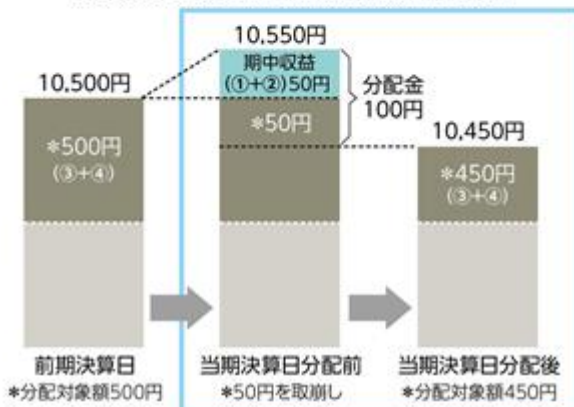 10,550円
期中収益
(①+②)50円
10,500円
分配金
100円
*50円
10,450円
*500円
(③+④)
*450円
(③+④)
前期決算日
*分配対象額500円
当期決算日分配前
*50円を取崩し
当期決算日分配後
*分配対象額450円